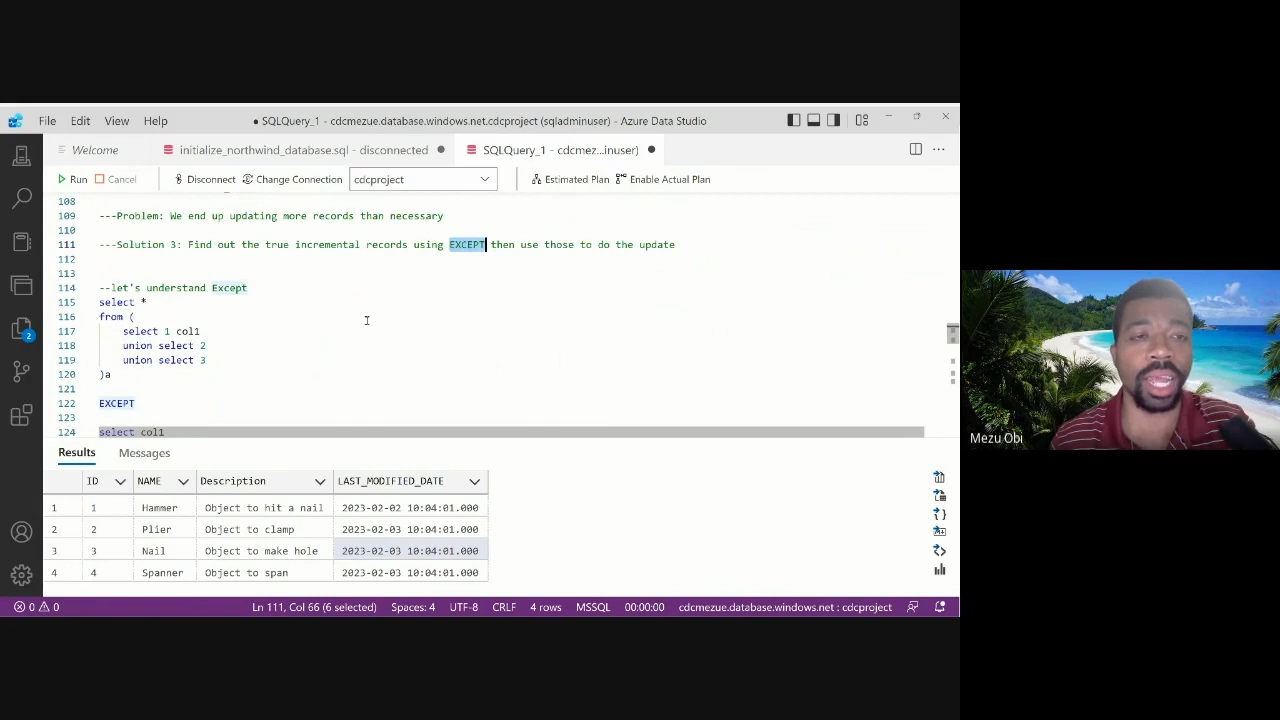 File Edit View Help ● SQLQuery_1 - cdcmezue.database.windows.net.cdcproject (sqladminuser) - Azure Data Studio
Welcome initialize_northwind_database.sql - disconnected ● SQLQuery_1 - cdcmez...inuser) ●
Run Cancel Disconnect Change Connection cdcproject Estimated Plan Enable Actual Plan
108
109 ---Problem: We end up updating more records than necessary
110
111 ---Solution 3: Find out the true incremental records using EXCEPT then use those to do the update
112
113
114 --let's understand Except
115 select *
116 from (
117 select 1 col1
118 union select 2
119 union select 3
120 )a
121
122 EXCEPT
123
124 select col1
2
Results Messages
ID NAME Description LAST_MODIFIED_DATE
1 1 Hammer Object to hit a nail 2023-02-02 10:04:01.000
2 2 Plier Object to clamp 2023-02-03 10:04:01.000
3 3 Nail Object to make hole 2023-02-03 10:04:01.000
4 4 Spanner Object to span 2023-02-03 10:04:01.000
0 0 Ln 111, Col 66 (6 selected) Spaces: 4 UTF-8 CRLF 4 rows MSSQL 00:00:00 cdcmezue.database.windows.net : cdcproject
Mezu Obi